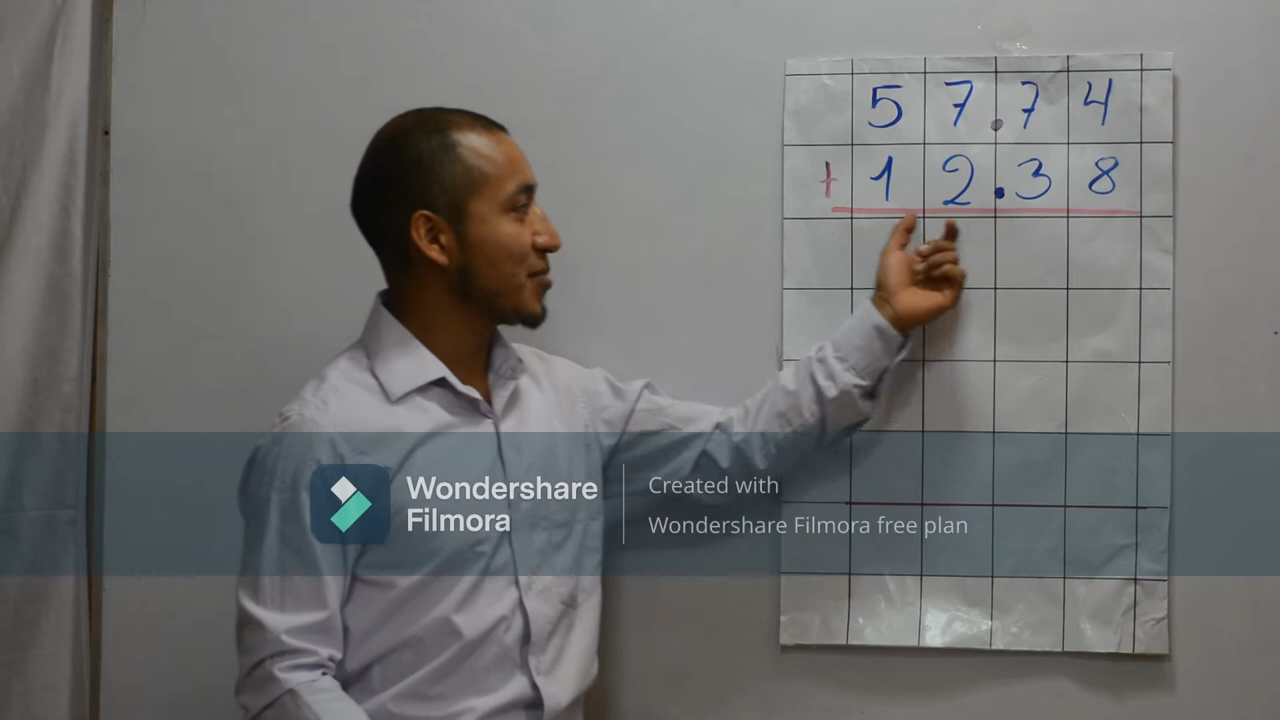 57.74
+ 12.38
Wondershare
Filmora
Created with
Wondershare Filmora free plan